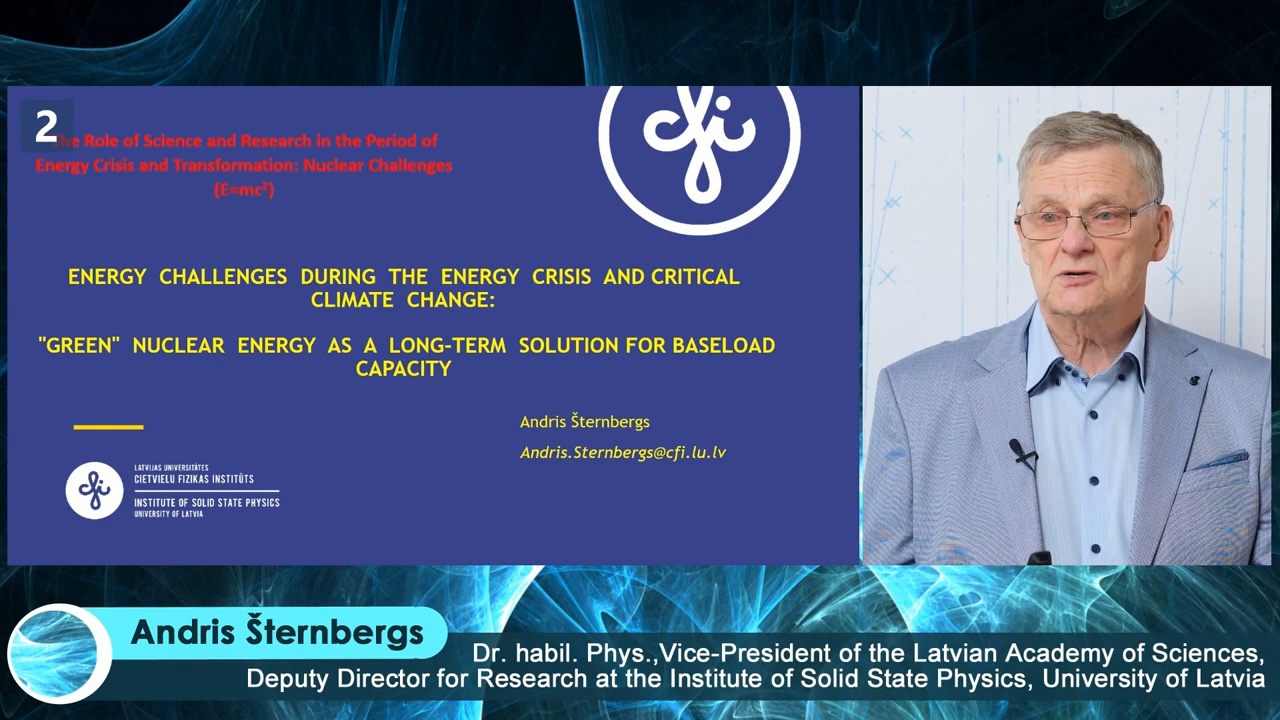 2
The Role of Science and Research in the Period of
Energy Crisis and Transformation: Nuclear Challenges
(E=mc²)
cfi
ENERGY CHALLENGES DURING THE ENERGY CRISIS AND CRITICAL
CLIMATE CHANGE:
"GREEN" NUCLEAR ENERGY AS A LONG-TERM SOLUTION FOR BASELOAD
CAPACITY
Andris Šternbergs
Andris.Sternbergs@cfi.lu.lv
cfi
LATVIJAS UNIVERSITĀTES
CIETVIELU FIZIKAS INSTITŪTS
INSTITUTE OF SOLID STATE PHYSICS
UNIVERSITY OF LATVIA
Andris Šternbergs
Dr. habil. Phys.,Vice-President of the Latvian Academy of Sciences,
Deputy Director for Research at the Institute of Solid State Physics, University of Latvia